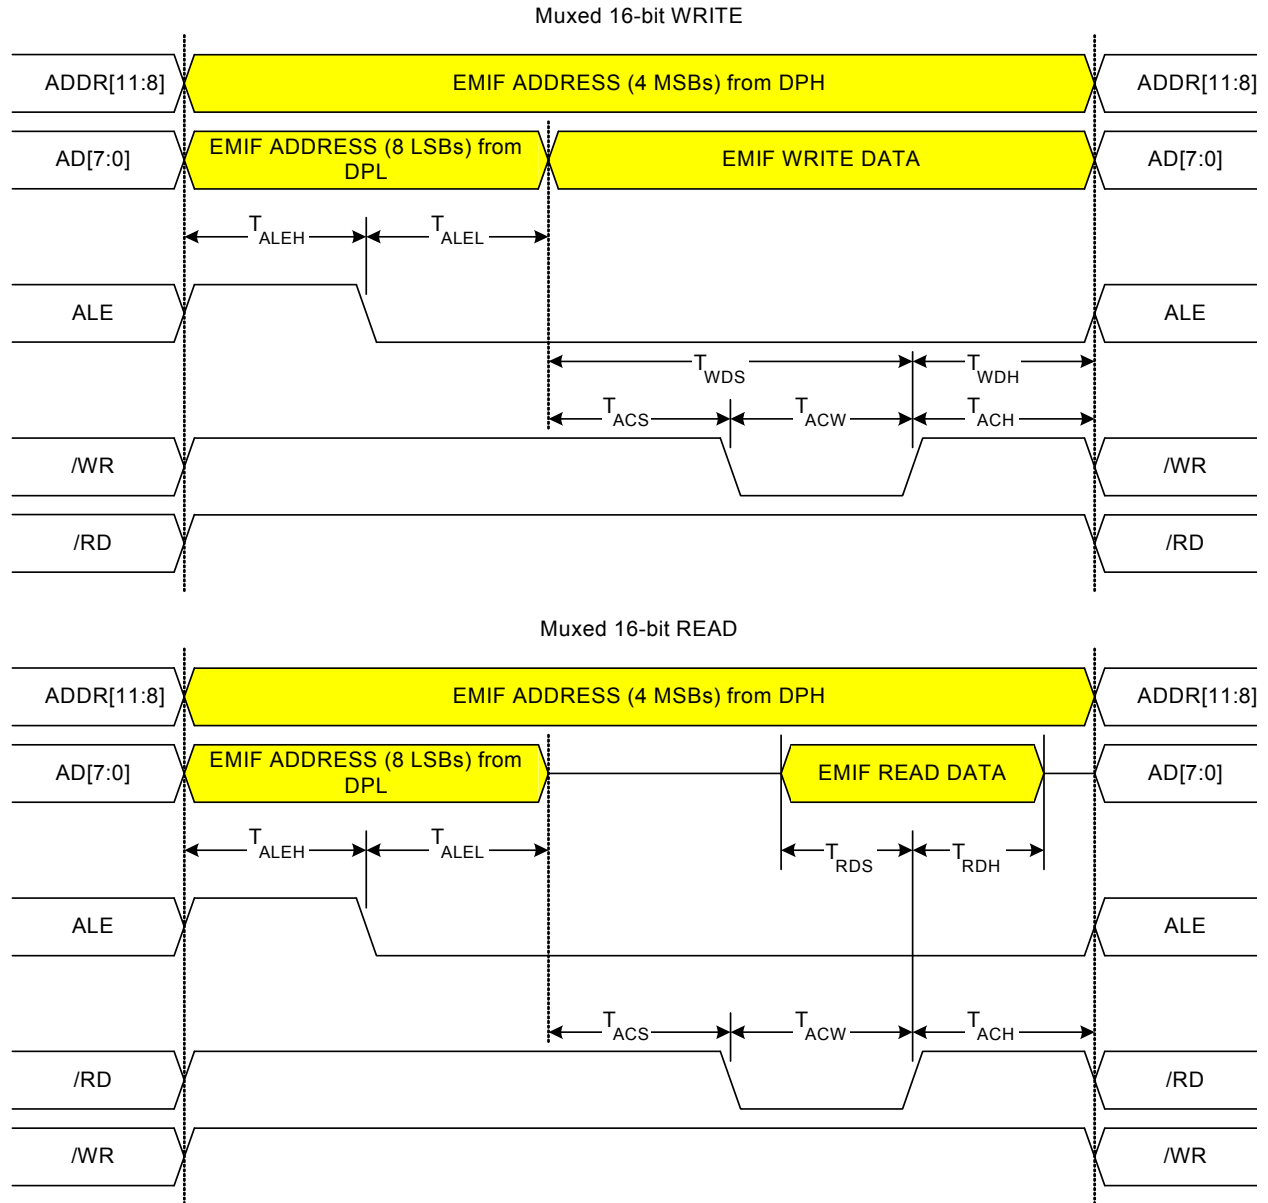 Muxed 16-bit WRITE
ADDR[11:8] EMIF ADDRESS (4 MSBs) from DPH ADDR[11:8]
AD[7:0] EMIF ADDRESS (8 LSBs) from
DPL EMIF WRITE DATA AD[7:0]
TALEH TALEL
ALE ALE
TWDS TWDH
TACS TACW TACH
/WR /WR
/RD /RD
Muxed 16-bit READ
ADDR[11:8] EMIF ADDRESS (4 MSBs) from DPH ADDR[11:8]
AD[7:0] EMIF ADDRESS (8 LSBs) from
DPL EMIF READ DATA AD[7:0]
TALEH TALEL TRDS TRDH
ALE ALE
TACS TACW TACH
/RD /RD
/WR /WR